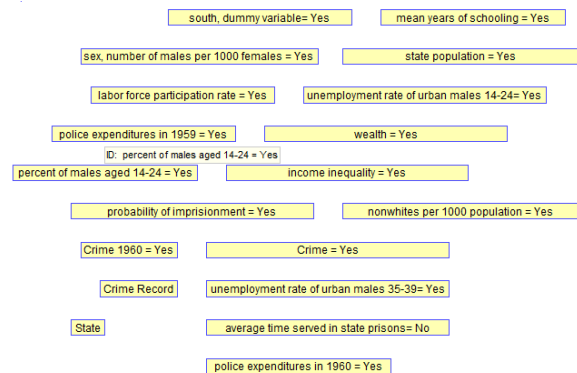 south, dummy variable= Yes mean years of schooling = Yes
sex, number of males per 1000 females = Yes state population = Yes
labor force participation rate = Yes unemployment rate of urban males 14-24= Yes
police expenditures in 1959 = Yes wealth = Yes
ID: percent of males aged 14-24 = Yes
percent of males aged 14-24 = Yes income inequality = Yes
probability of imprisionment = Yes nonwhites per 1000 population = Yes
Crime 1960 = Yes Crime = Yes
Crime Record unemployment rate of urban males 35-39= Yes
State average time served in state prisons= No
police expenditures in 1960 = Yes